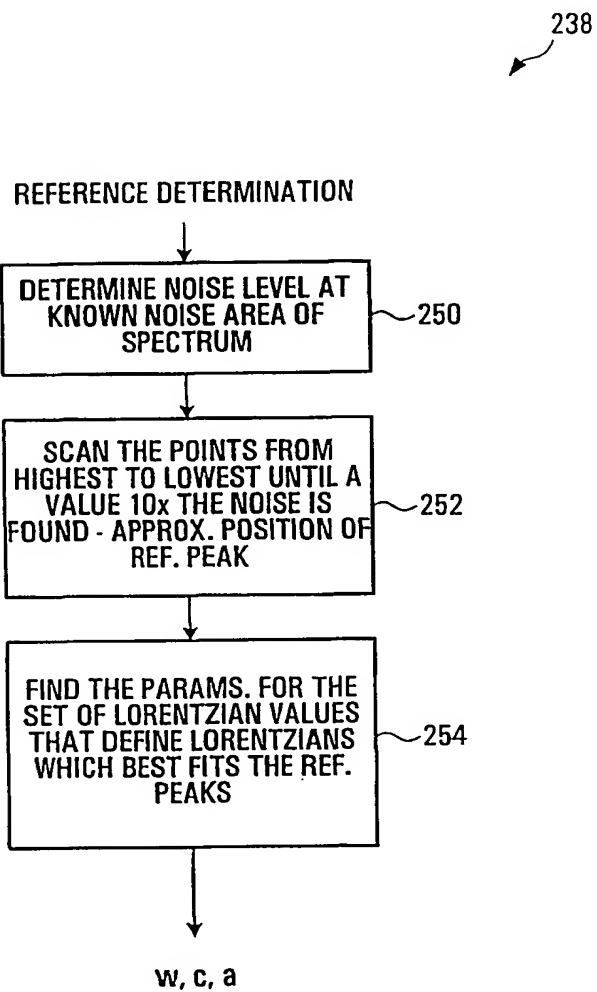 238
REFERENCE DETERMINATION
DETERMINE NOISE LEVEL AT
KNOWN NOISE AREA OF
SPECTRUM
250
SCAN THE POINTS FROM
HIGHEST TO LOWEST UNTIL A
VALUE 10x THE NOISE IS
FOUND - APPROX. POSITION OF
REF. PEAK
252
FIND THE PARAMS. FOR THE
SET OF LORENTZIAN VALUES
THAT DEFINE LORENTZIANS
WHICH BEST FITS THE REF.
PEAKS
254
w, c, a